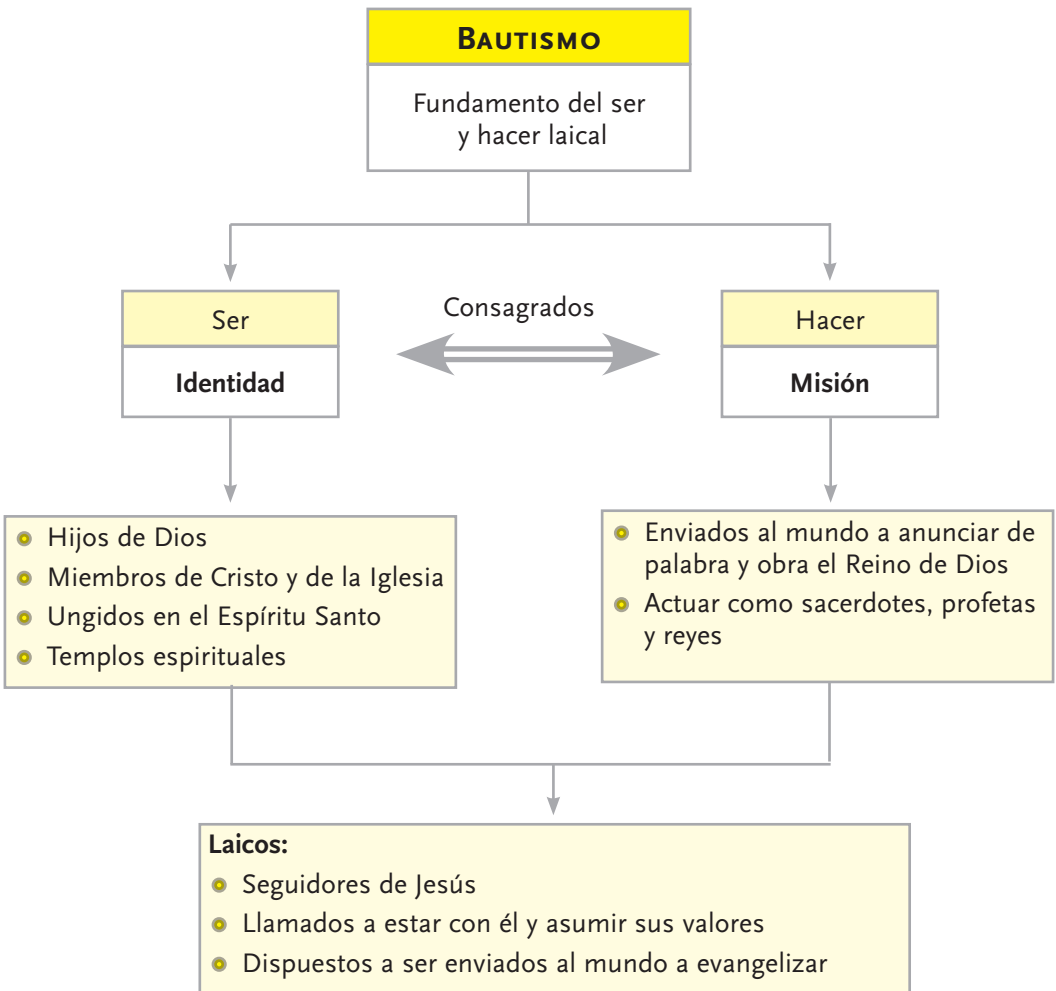 BAUTISMO
Fundamento del ser
y hacer laical
Ser
Identidad
Consagrados
Hacer
Misión
Hijos de Dios
Miembros de Cristo y de la Iglesia
Ungidos en el Espíritu Santo
Templos espirituales
Enviados al mundo a anunciar de
palabra y obra el Reino de Dios
Actuar como sacerdotes, profetas
y reyes
Laicos:
Seguidores de Jesús
Llamados a estar con él y asumir sus valores
Dispuestos a ser enviados al mundo a evangelizar